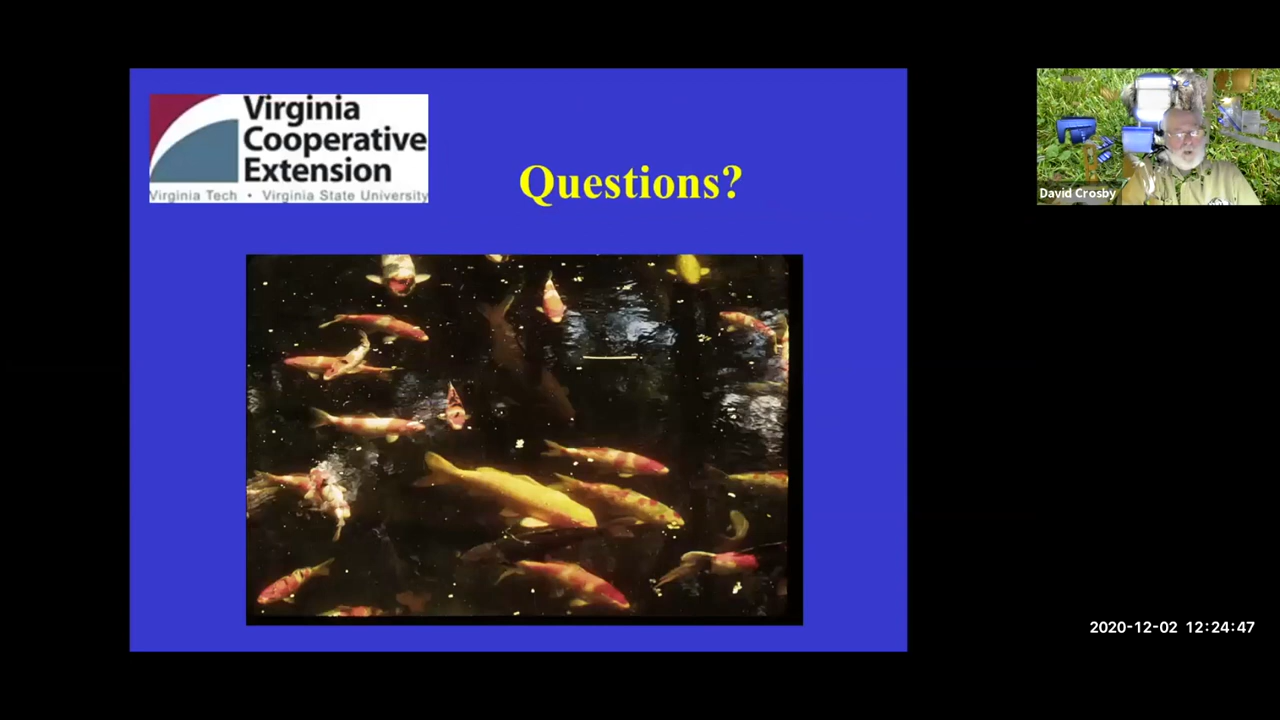 Virginia
Cooperative
Extension
Virginia Tech • Virginia State University
Questions?
David Crosby
2020-12-02 12:24:47